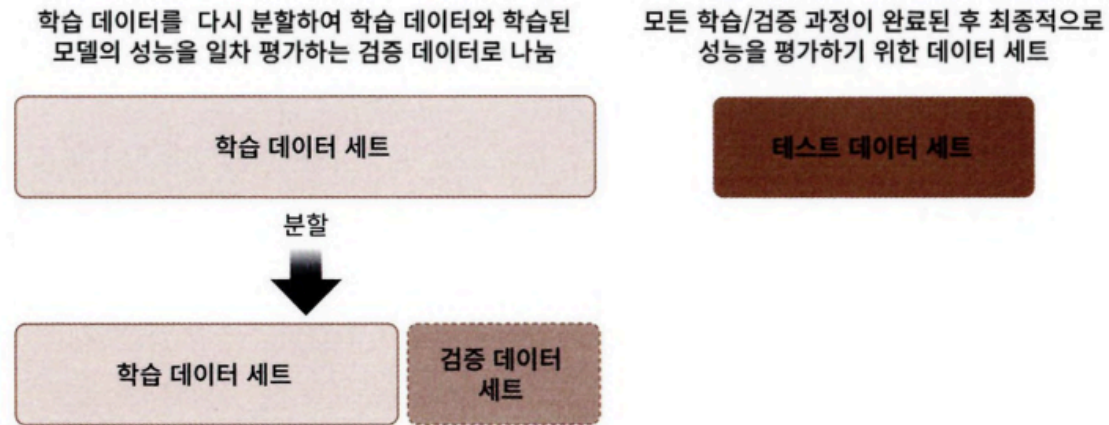 학습 데이터를 다시 분할하여 학습 데이터와 학습된
모델의 성능을 일차 평가하는 검증 데이터로 나눔
모든 학습/검증 과정이 완료된 후 최종적으로
성능을 평가하기 위한 데이터 세트
학습 데이터 세트
테스트 데이터 세트
분할
학습 데이터 세트
검증 데이터
세트